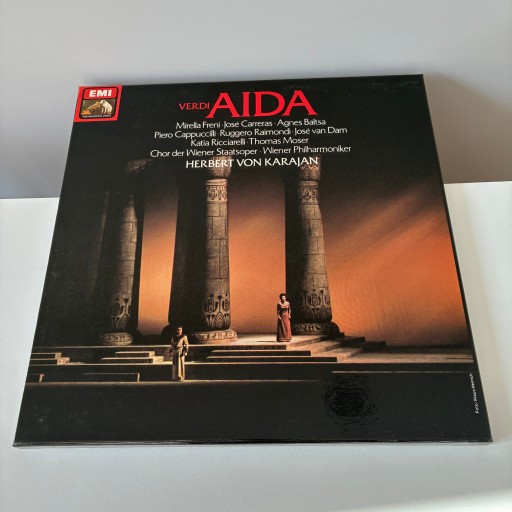 EMI
VERDI AIDA
Mirella Freni · José Carreras · Agnes Baltsa
Piero Cappuccilli · Ruggero Raimondi · José van Dam
Katia Ricciarelli · Thomas Moser
Chor der Wiener Staatsoper · Wiener Philharmoniker
HERBERT VON KARAJAN